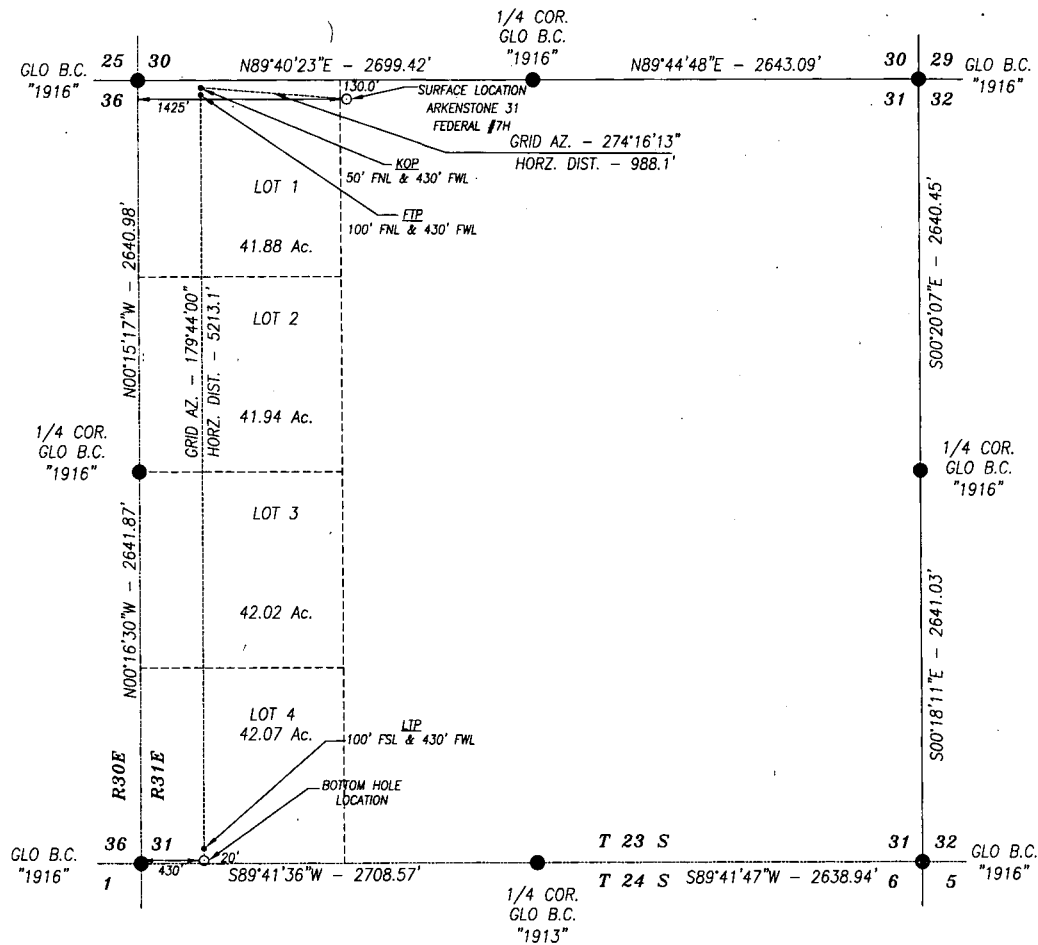 1/4 COR.
GLO B.C.
"1916"
25 30
GLO B.C.
"1916"
36
N89°40'23"E - 2699.42'
N89°44'48"E - 2643.09'
30 29
GLO B.C.
"1916"
31 32
1425'
130.0'
SURFACE LOCATION
ARKENSTONE 31
FEDERAL #7H
GRID AZ. - 274°16'13"
HORZ. DIST. - 988.1'
KOP
50' FNL & 430' FWL
FTP
100' FNL & 430' FWL
LOT 1
41.88 Ac.
N00°15'17"W - 2640.98'
S00°20'07"E - 2640.45'
GRID AZ. - 179°44'00"
HORZ. DIST. - 5213.1'
LOT 2
41.94 Ac.
1/4 COR.
GLO B.C.
"1916"
1/4 COR.
GLO B.C.
"1916"
LOT 3
42.02 Ac.
N00°16'30"W - 2641.87'
S00°18'11"E - 2641.03'
LOT 4
42.07 Ac.
LTP
100' FSL & 430' FWL
R30E
R31E
BOTTOM HOLE
LOCATION
GLO B.C.
"1916"
36 31
1
430'
20'
S89°41'36"W - 2708.57'
T 23 S
T 24 S
S89°41'47"W - 2638.94'
31 32
6 5
GLO B.C.
"1916"
1/4 COR.
GLO B.C.
"1913"